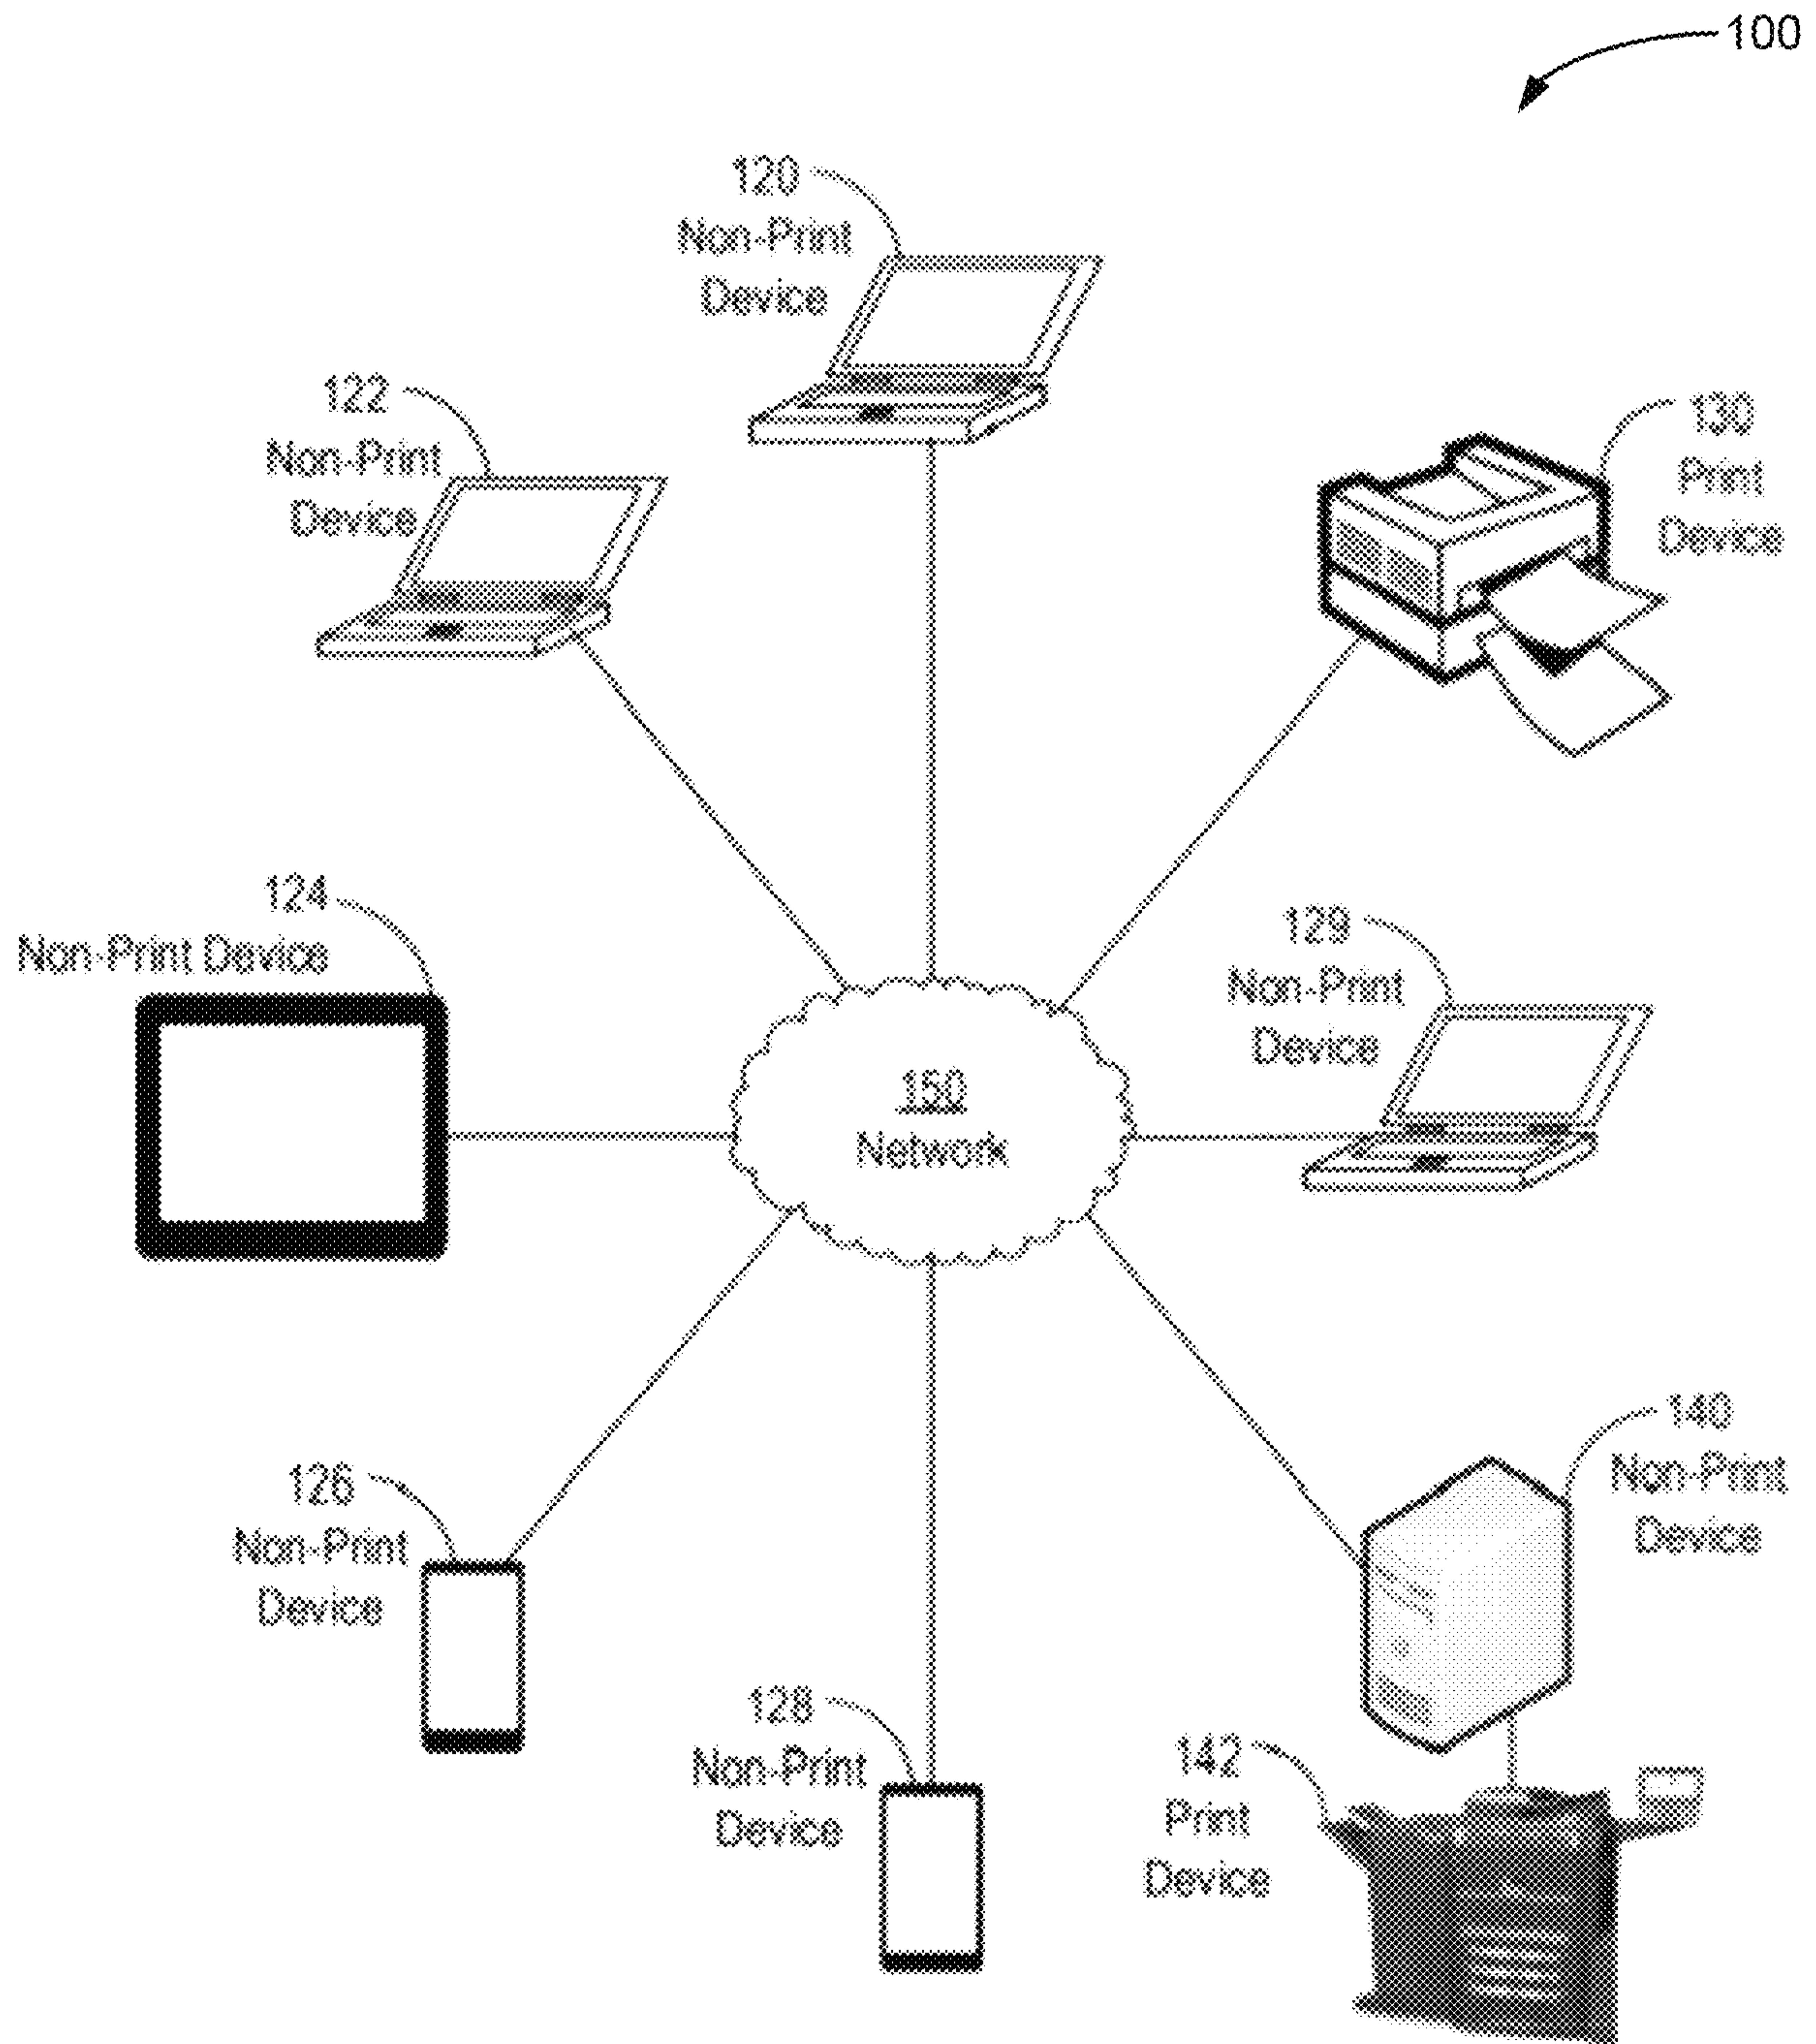 100
120
Non-Print
Device
122
Non-Print
Device
130
Print
Device
124
Non-Print Device
129
Non-Print
Device
150
Network
140
Non-Print
Device
126
Non-Print
Device
128
Non-Print
Device
142
Print
Device